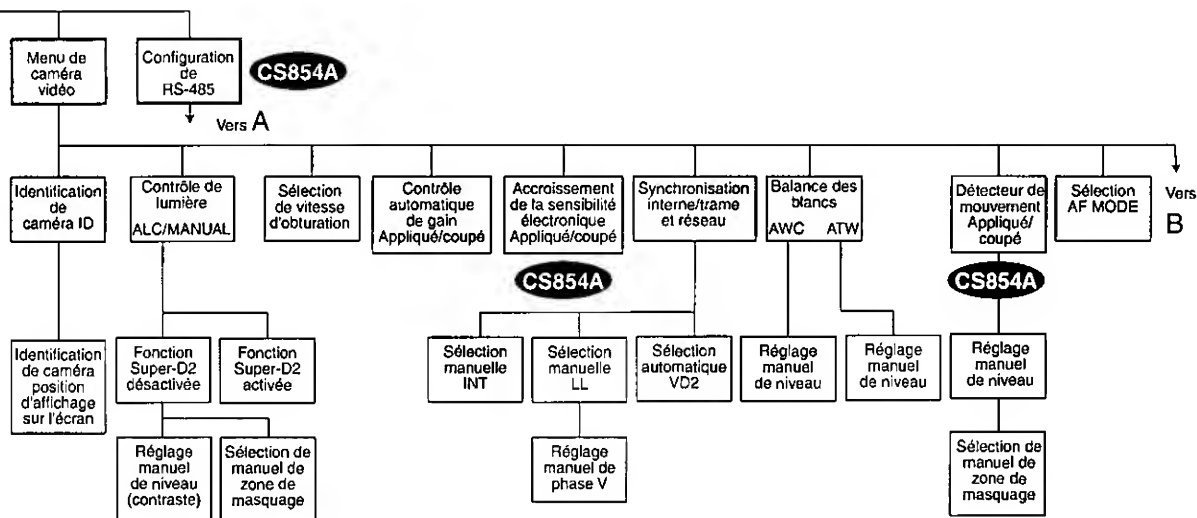 Menu de
caméra
vidéo
Configuration
de
RS-485
CS854A
Vers A
Identification
de
caméra ID
Contrôle de
lumière
ALC/MANUAL
Sélection
de vitesse
d'obturation
Contrôle
automatique
de gain
Appliqué/coupé
Accroissement
de la sensibilité
électronique
Appliqué/coupé
Synchronisation
interne/trame
et réseau
Balance des
blancs
AWC ATW
Détecteur de
mouvement
Appliqué/
coupé
Sélection
AF MODE
Vers
B
CS854A
CS854A
Identification
de caméra
position
d'affichage
sur l'écran
Fonction
Super-D2
désactivée
Fonction
Super-D2
activée
Sélection
manuelle
INT
Sélection
manuelle
LL
Sélection
automatique
VD2
Réglage
manuel
de niveau
Réglage
manuel
de niveau
Réglage
manuel
de niveau
Réglage
manuel
de niveau
(contraste)
Sélection de
manuel de
zone de
masquage
Réglage
manuel de
phase V
Sélection de
manuel de
zone de
masquage